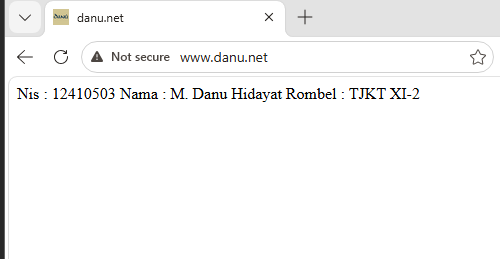 danu.net
Not secure www.danu.net
Nis : 12410503 Nama : M. Danu Hidayat Rombel : TJKT XI-2